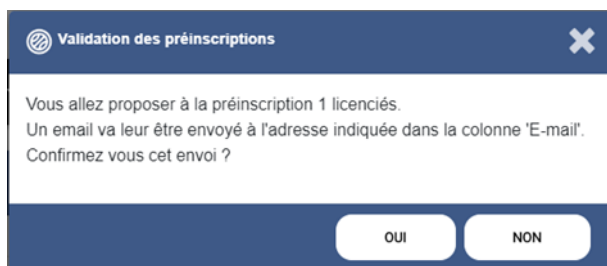 Validation des préinscriptions
Vous allez proposer à la préinscription 1 licenciés.
Un email va leur être envoyé à l'adresse indiquée dans la colonne 'E-mail'.
Confirmez vous cet envoi ?
OUI
NON